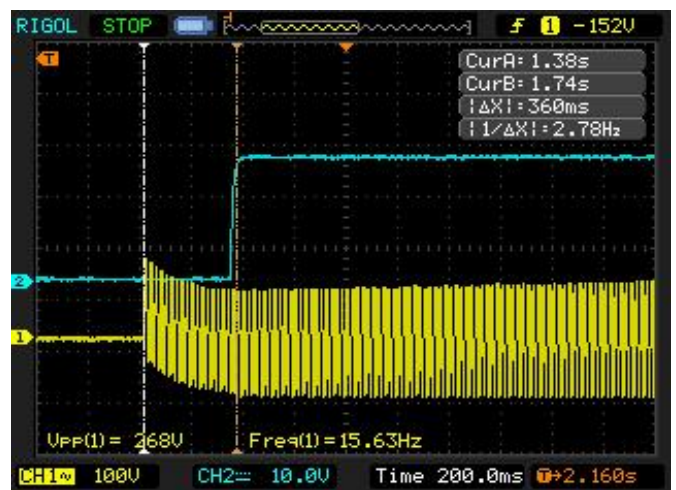 RIGOL STOP T f 1 -152V
T
CurA: 1.38s
CurB: 1.74s
|ΔX|: 360ms
|1/ΔX|: 2.78Hz
2
1
Vpp(1)= 268V Freq(1)=15.63Hz
CH1~ 100V CH2= 10.0V Time 200.0ms T→2.160s